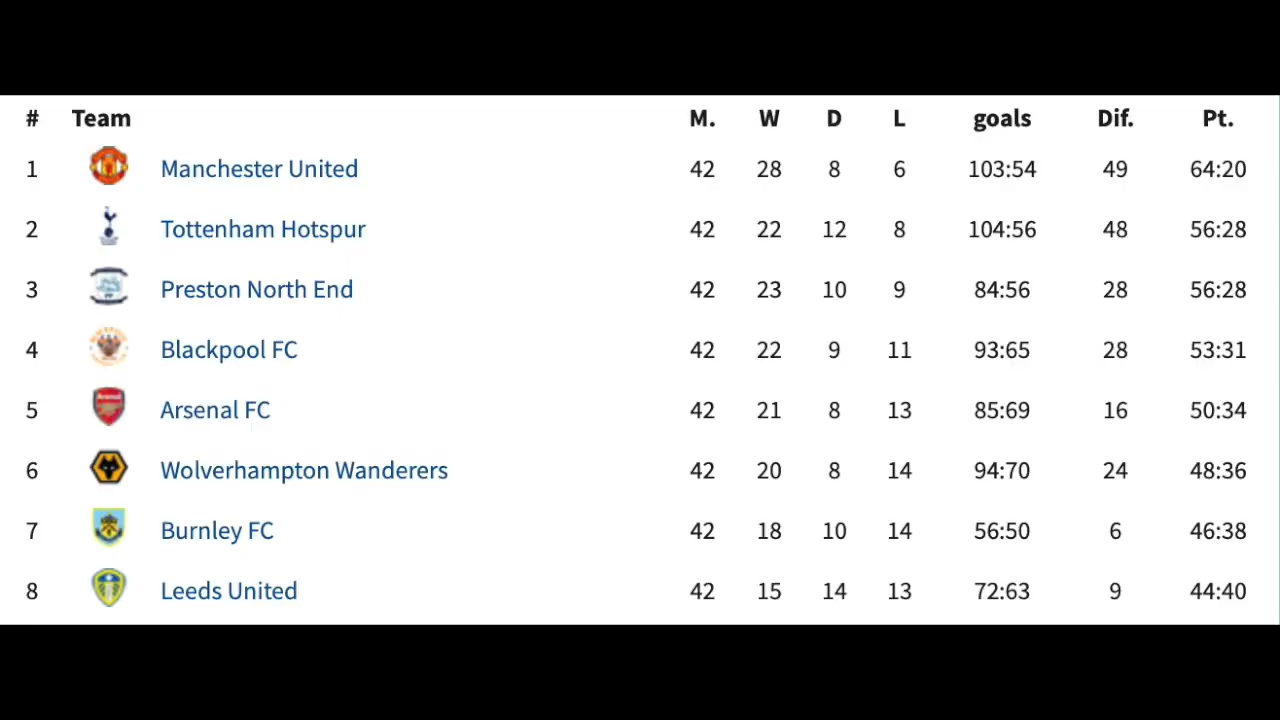 # Team M. W D L goals Dif. Pt.
1 Manchester United 42 28 8 6 103:54 49 64:20
2 Tottenham Hotspur 42 22 12 8 104:56 48 56:28
3 Preston North End 42 23 10 9 84:56 28 56:28
4 Blackpool FC 42 22 9 11 93:65 28 53:31
5 Arsenal FC 42 21 8 13 85:69 16 50:34
6 Wolverhampton Wanderers 42 20 8 14 94:70 24 48:36
7 Burnley FC 42 18 10 14 56:50 6 46:38
8 Leeds United 42 15 14 13 72:63 9 44:40